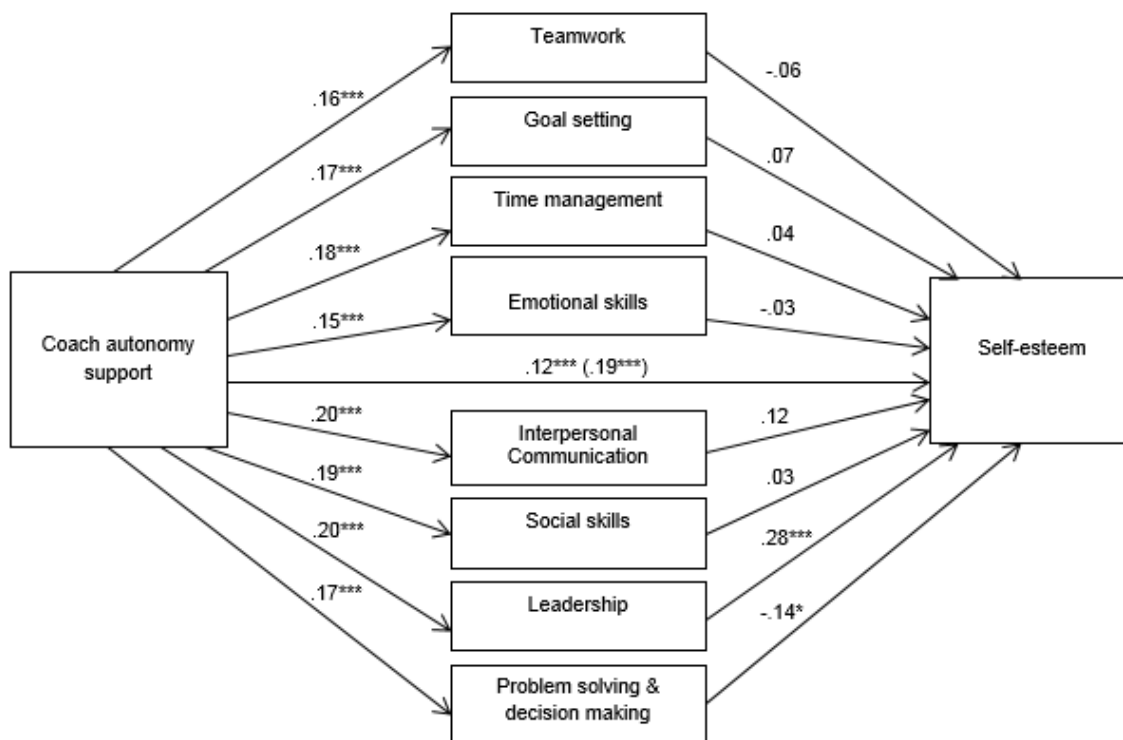 Teamwork
-.06
.16***
Goal setting
.07
.17***
Time management
.04
.18***
Emotional skills
-.03
.15***
Coach autonomy
support
Self-esteem
.12*** (.19***)
.20***
Interpersonal
Communication
.12
.19***
Social skills
.03
.20***
Leadership
.28***
.17***
Problem solving &
decision making
-.14*